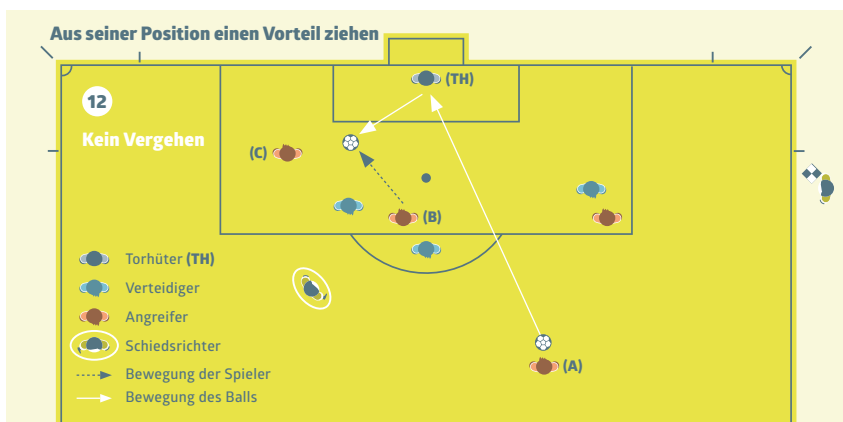 Aus seiner Position einen Vorteil ziehen
(TH)
12
Kein Vergehen
(C)
(B)
Torhüter (TH)
Verteidiger
Angreifer
Schiedsrichter
(A)
Bewegung der Spieler
Bewegung des Balls